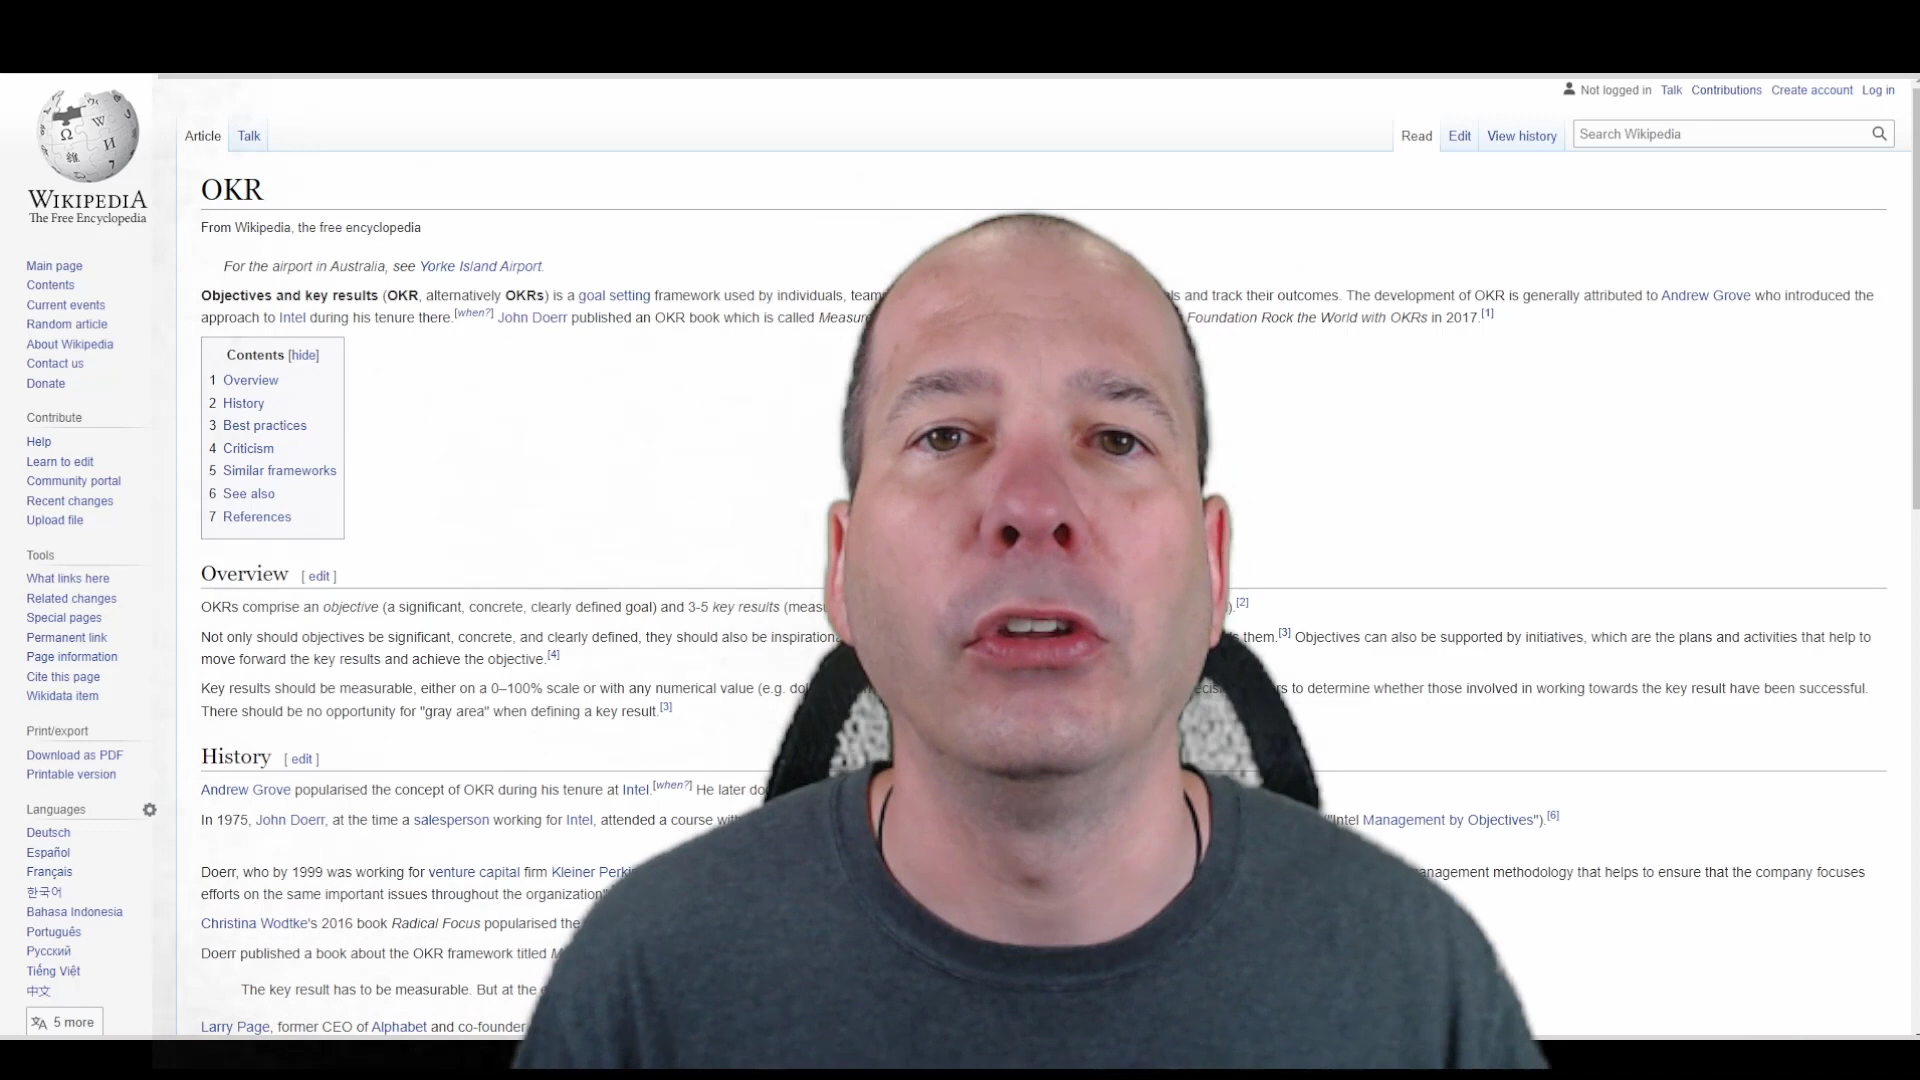 Not logged in Talk Contributions Create account Log in
Article Talk Read Edit View history Search Wikipedia
WIKIPEDIA
The Free Encyclopedia
Main page
Contents
Current events
Random article
About Wikipedia
Contact us
Donate
Contribute
Help
Learn to edit
Community portal
Recent changes
Upload file
Tools
What links here
Related changes
Special pages
Permanent link
Page information
Cite this page
Wikidata item
Print/export
Download as PDF
Printable version
Languages
Deutsch
Español
Français
한국어
Bahasa Indonesia
Português
Русский
Tiếng Việt
中文
5 more
OKR
From Wikipedia, the free encyclopedia
For the airport in Australia, see Yorke Island Airport.
Objectives and key results (OKR, alternatively OKRs) is a goal setting framework used by individuals, and track their outcomes. The development of OKR is generally attributed to Andrew Grove who introduced the
approach to Intel during his tenure there.[when?] John Doerr published an OKR book which is called Foundation Rock the World with OKRs in 2017.[1]
Contents [hide]
1 Overview
2 History
3 Best practices
4 Criticism
5 Similar frameworks
6 See also
7 References
Overview [ edit ]
OKRs comprise an objective (a significant, concrete, clearly defined goal) and 3-5 key results ).[2]
Not only should objectives be significant, concrete, and clearly defined, they should also be them.[3] Objectives can also be supported by initiatives, which are the plans and activities that help to
move forward the key results and achieve the objective.[4]
Key results should be measurable, either on a 0–100% scale or with any numerical value (e.g. to determine whether those involved in working towards the key result have been successful.
There should be no opportunity for "gray area" when defining a key result.[3]
History [ edit ]
Andrew Grove popularised the concept of OKR during his tenure at Intel.[when?] He later
In 1975, John Doerr, at the time a salesperson working for Intel, attended a course Intel Management by Objectives").[6]
Doerr, who by 1999 was working for venture capital firm Kleiner methodology that helps to ensure that the company focuses
efforts on the same important issues throughout the organization"
Christina Wodtke's 2016 book Radical Focus popularised the
Doerr published a book about the OKR framework titled
The key result has to be measurable. But at the
Larry Page, former CEO of Alphabet and co-founder